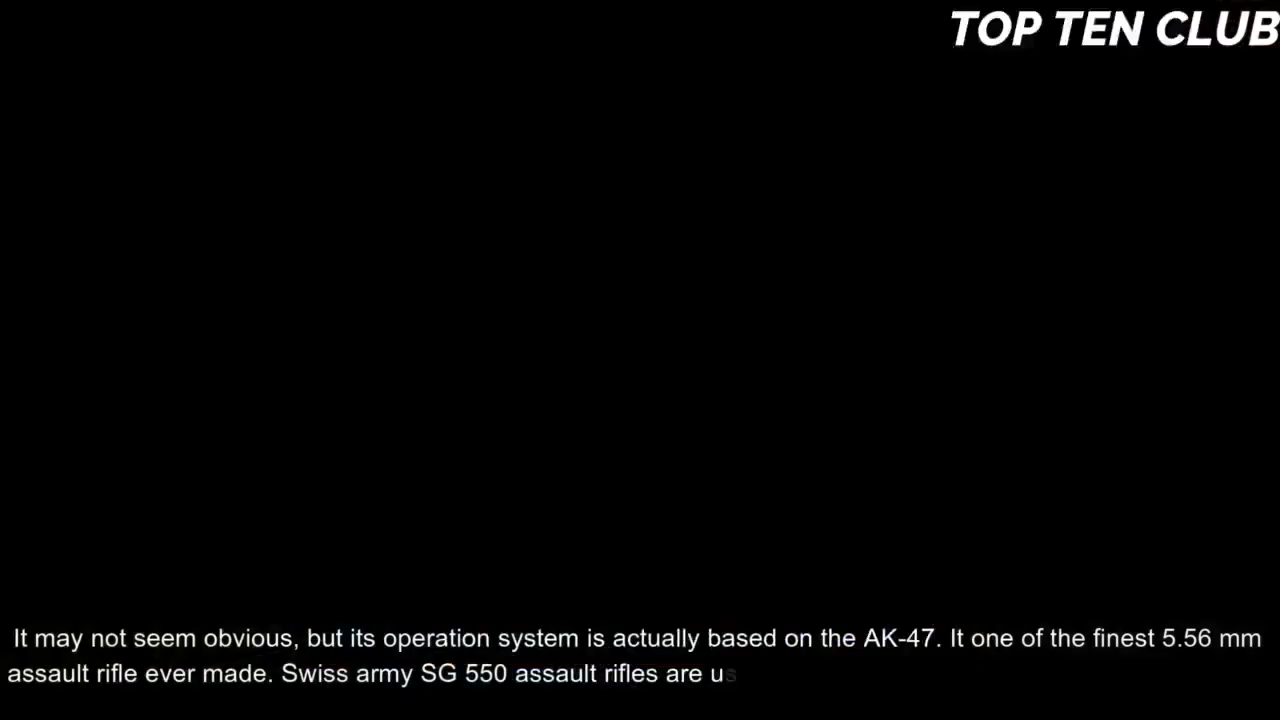 TOP TEN CLUB
It may not seem obvious, but its operation system is actually based on the AK-47. It one of the finest 5.56 mm
assault rifle ever made. Swiss army SG 550 assault rifles are us